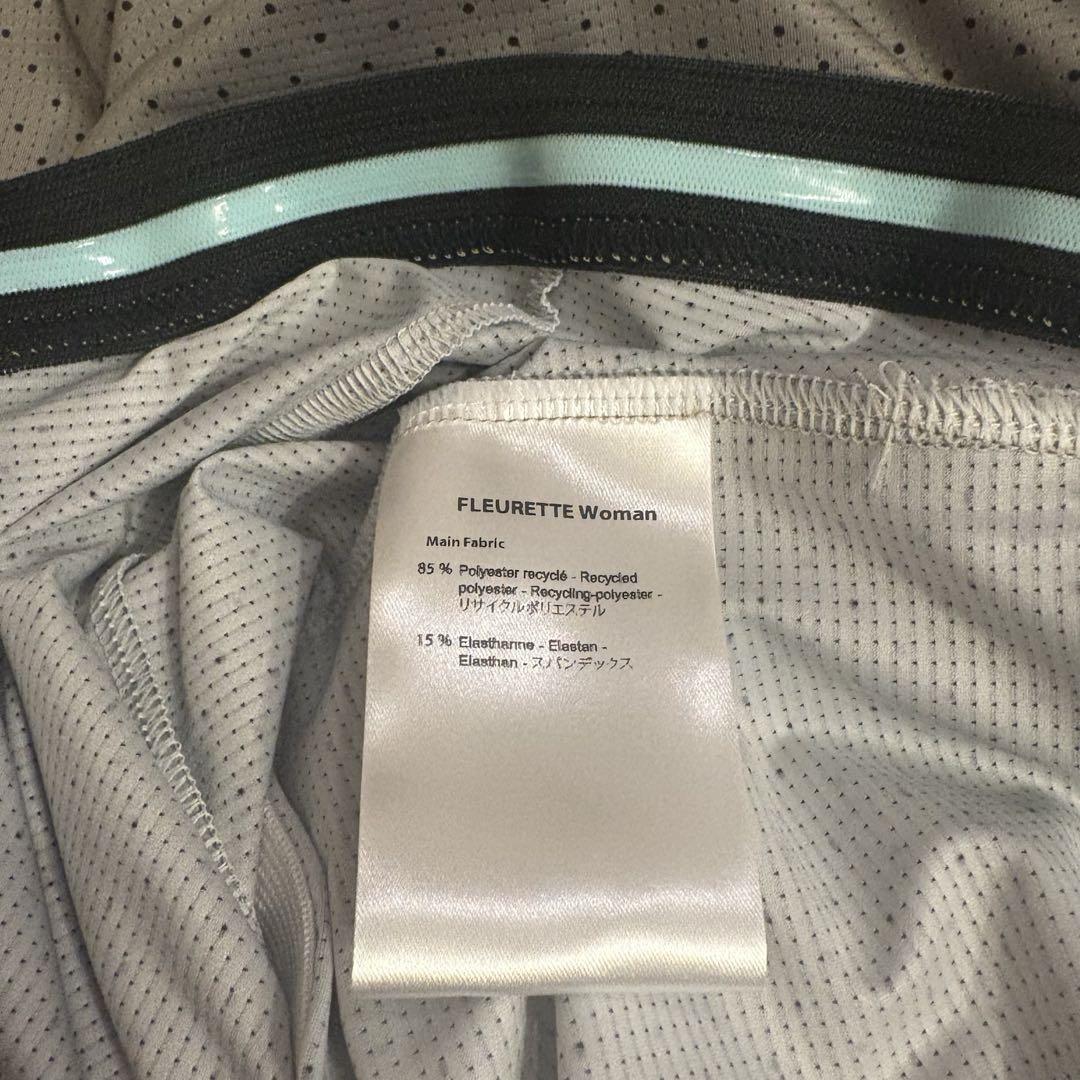 FLEURETTE Woman
Main Fabric
85 % Polyester recyclé - Recycled
polyester - Recycling-polyester -
リサイクルポリエステル
15 % Elasthanne - Elastan -
Elasthan - スパンデックス